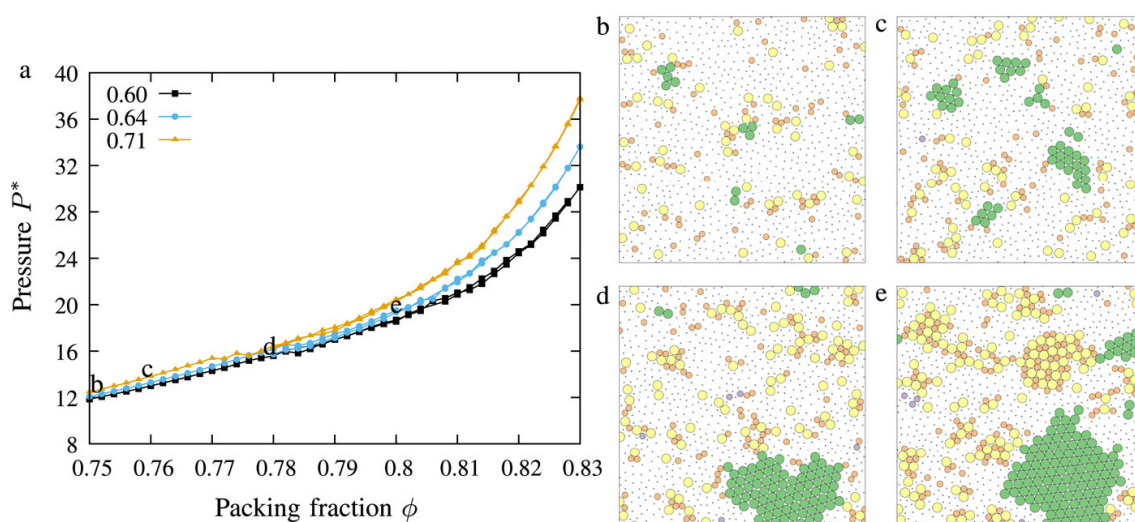 a
Pressure P*
40
36
32
28
24
20
16
12
8
0.60
0.64
0.71
b
c
d
e
0.75 0.76 0.77 0.78 0.79 0.8 0.81 0.82 0.83
Packing fraction ϕ
b
c
d
e